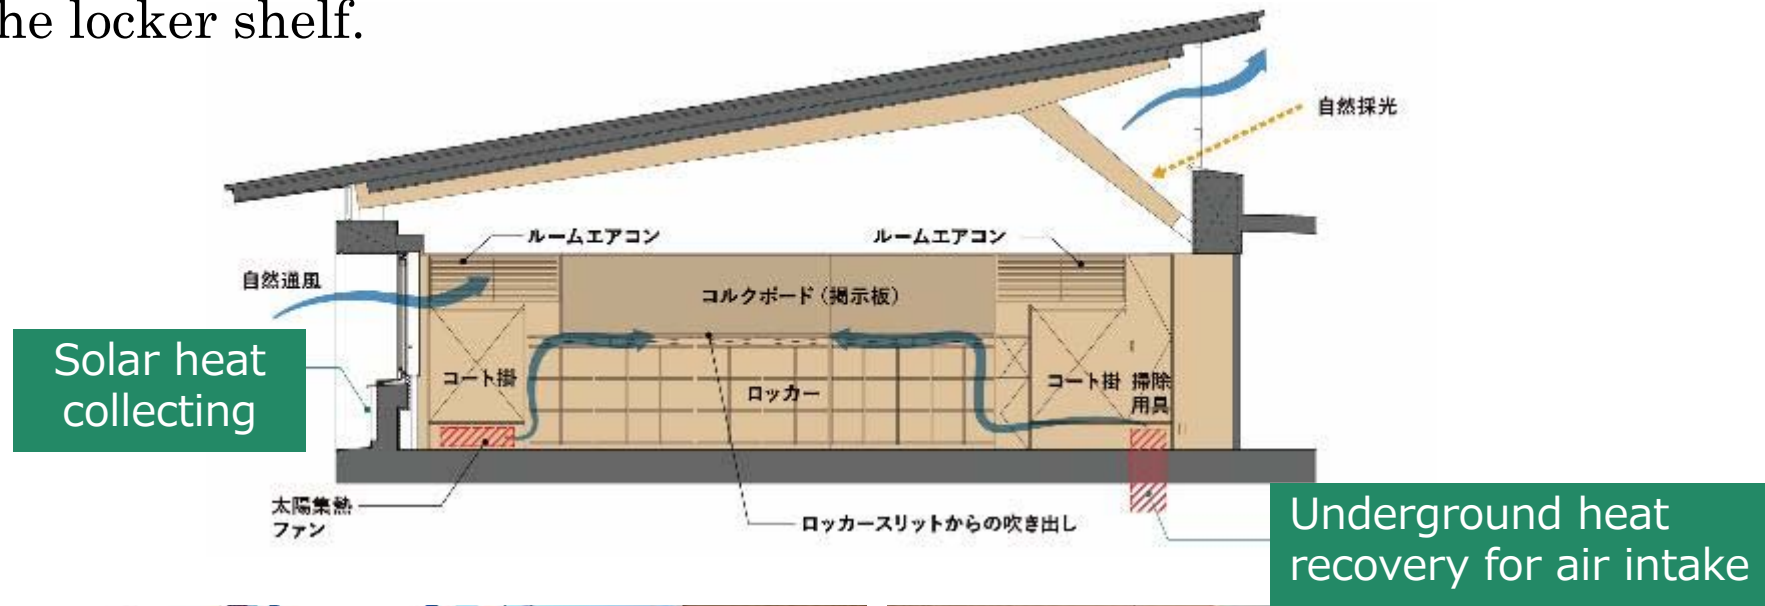 he locker shelf.
自然採光
ルームエアコン
ルームエアコン
自然通風
コルクボード（掲示板）
Solar heat
collecting
コート掛
ロッカー
コート掛
掃除
用具
太陽集熱
ファン
ロッカースリットからの吹き出し
Underground heat
recovery for air intake